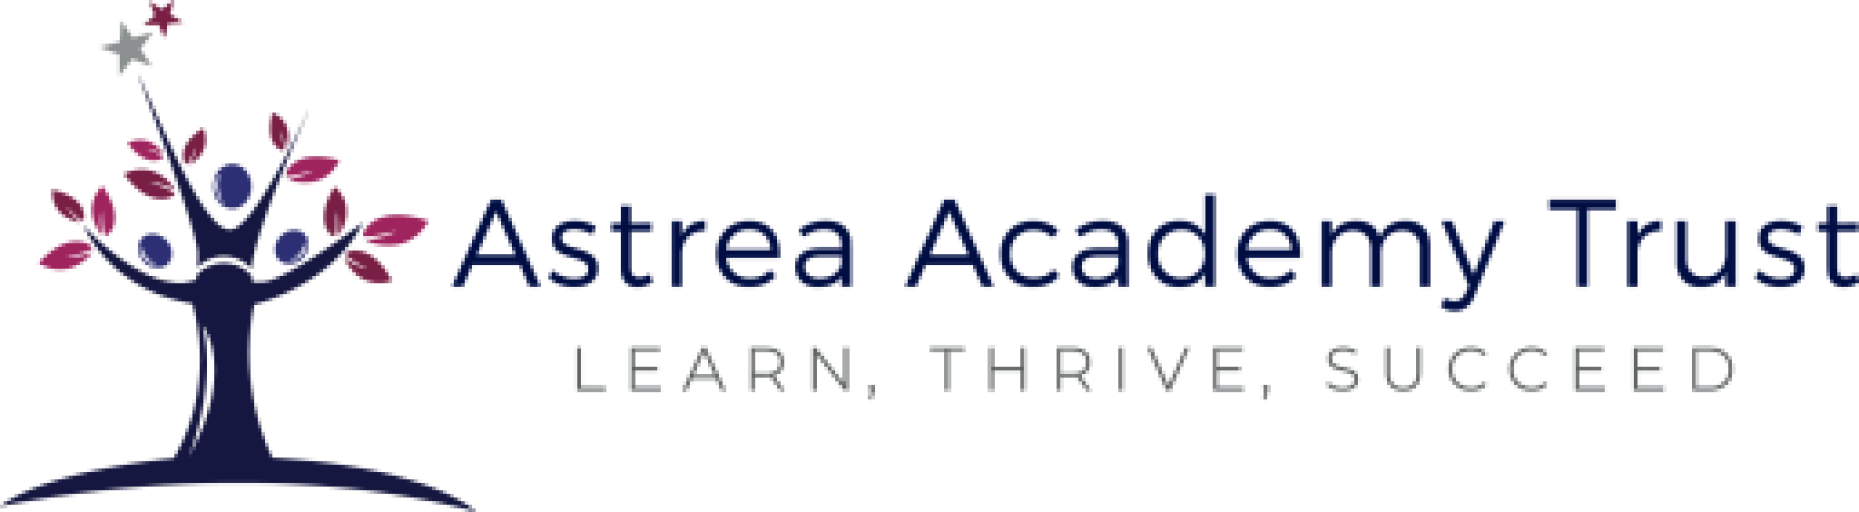 Astrea Academy Trust
LEARN, THRIVE, SUCCEED